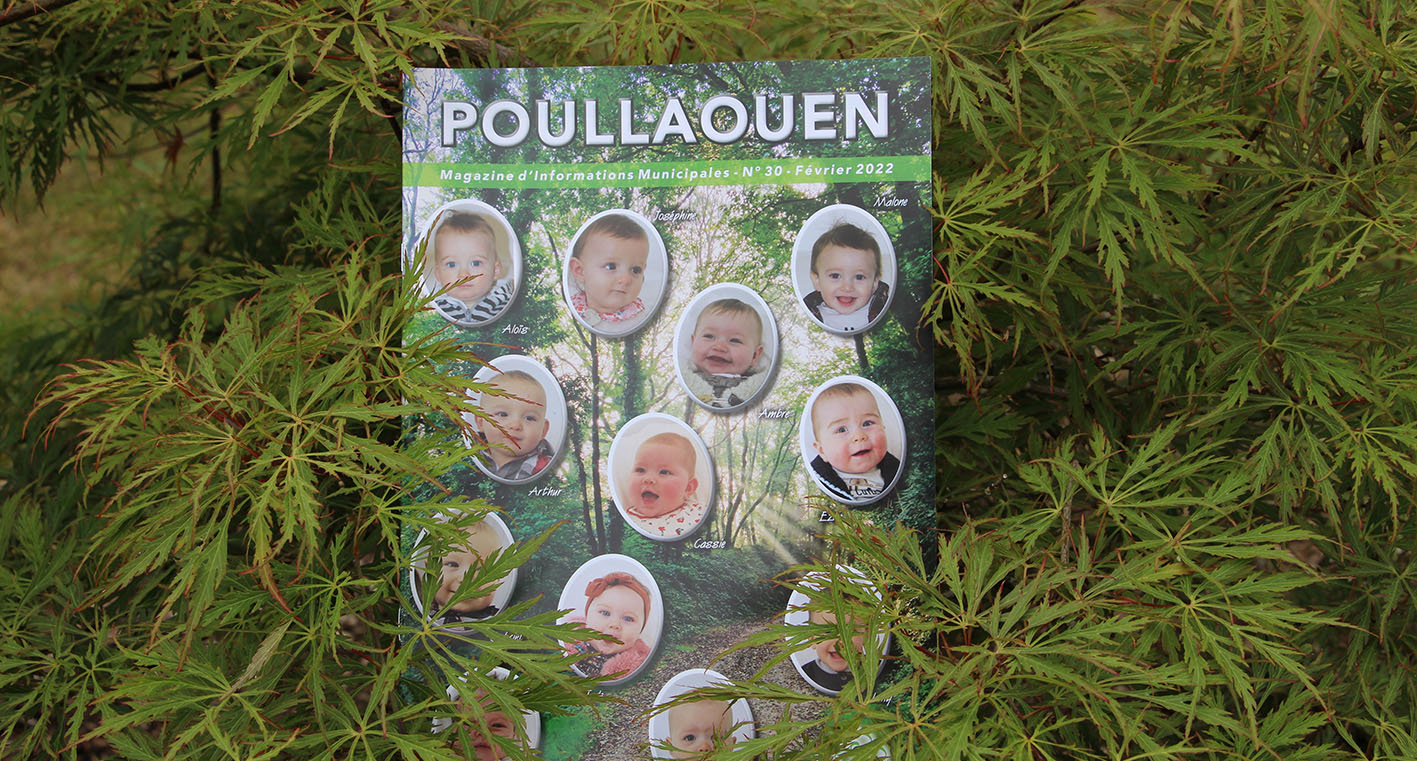 POULLAOUEN
Magazine d'Informations Municipales - N° 30 - Février 2022
Malone
Joséphine
Aloïs
Ambre
Arthur
Cassie